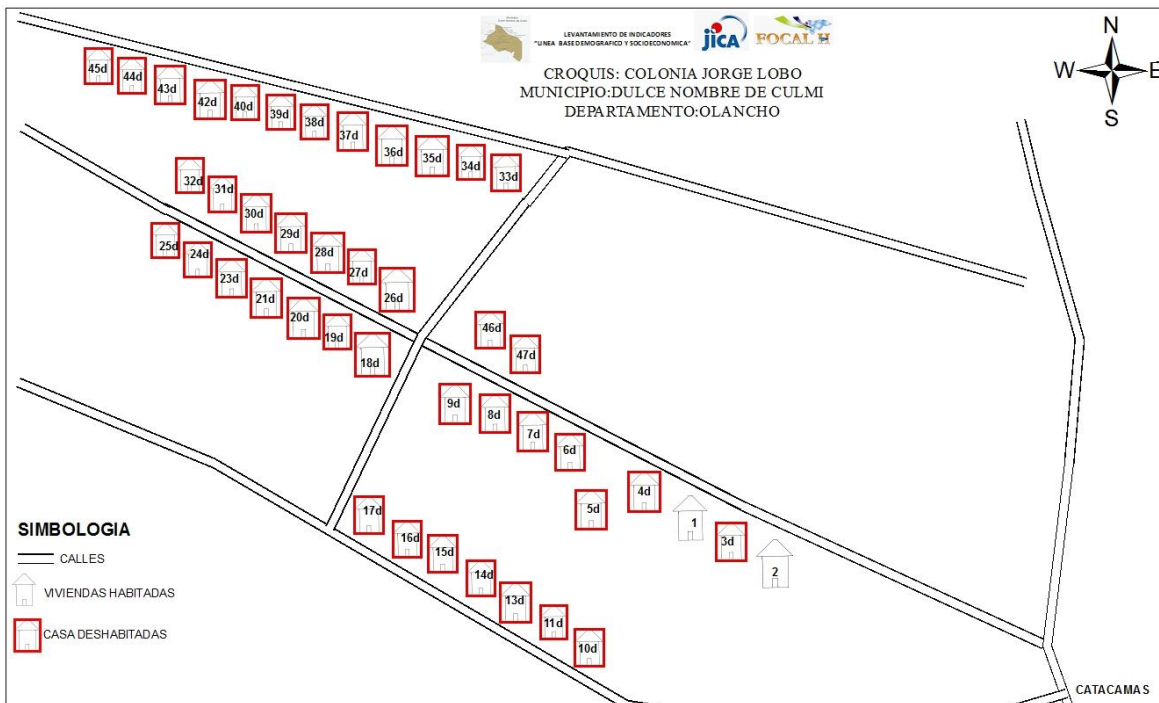 LEVANTAMIENTO DE INDICADORES
"LINEA BASE DEMOGRAFICO Y SOCIOECONOMICA"
JICA
FOCAL II
CROQUIS: COLONIA JORGE LOBO
MUNICIPIO:DULCE NOMBRE DE CULMI
DEPARTAMENTO:OLANCHO
N
W E
S
45d 44d 43d 42d 40d 39d 38d 37d 36d 35d 34d 33d
32d 31d 30d 29d 28d 27d 26d
25d 24d 23d 21d 20d 19d 18d
46d 47d
9d 8d 7d 6d
5d 4d 1 3d 2
17d 16d 15d 14d 13d 11d 10d
SIMBOLOGIA
CALLES
VIVIENDAS HABITADAS
CASA DESHABITADAS
CATACAMAS